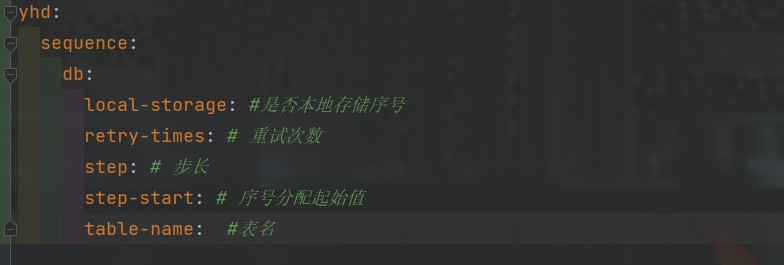 yhd:
  sequence:
    db:
      local-storage: #是否本地存储序号
      retry-times: # 重试次数
      step: # 步长
      step-start: # 序号分配起始值
      table-name:  #表名